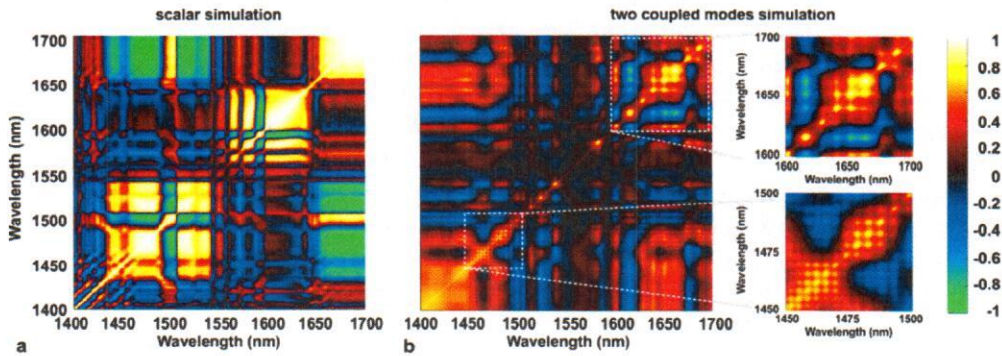 scalar simulation
two coupled modes simulation
Wavelength (nm)
1700
1650
1600
1550
1500
1450
1400
1400 1450 1500 1550 1600 1650 1700
Wavelength (nm)
a
1400 1450 1500 1550 1600 1650 1700
Wavelength (nm)
b
Wavelength (nm)
1700
1650
1600
1600 1650 1700
Wavelength (nm)
Wavelength (nm)
1500
1475
1450
1450 1475 1500
Wavelength (nm)
1
0.8
0.6
0.4
0.2
0
-0.2
-0.4
-0.6
-0.8
-1